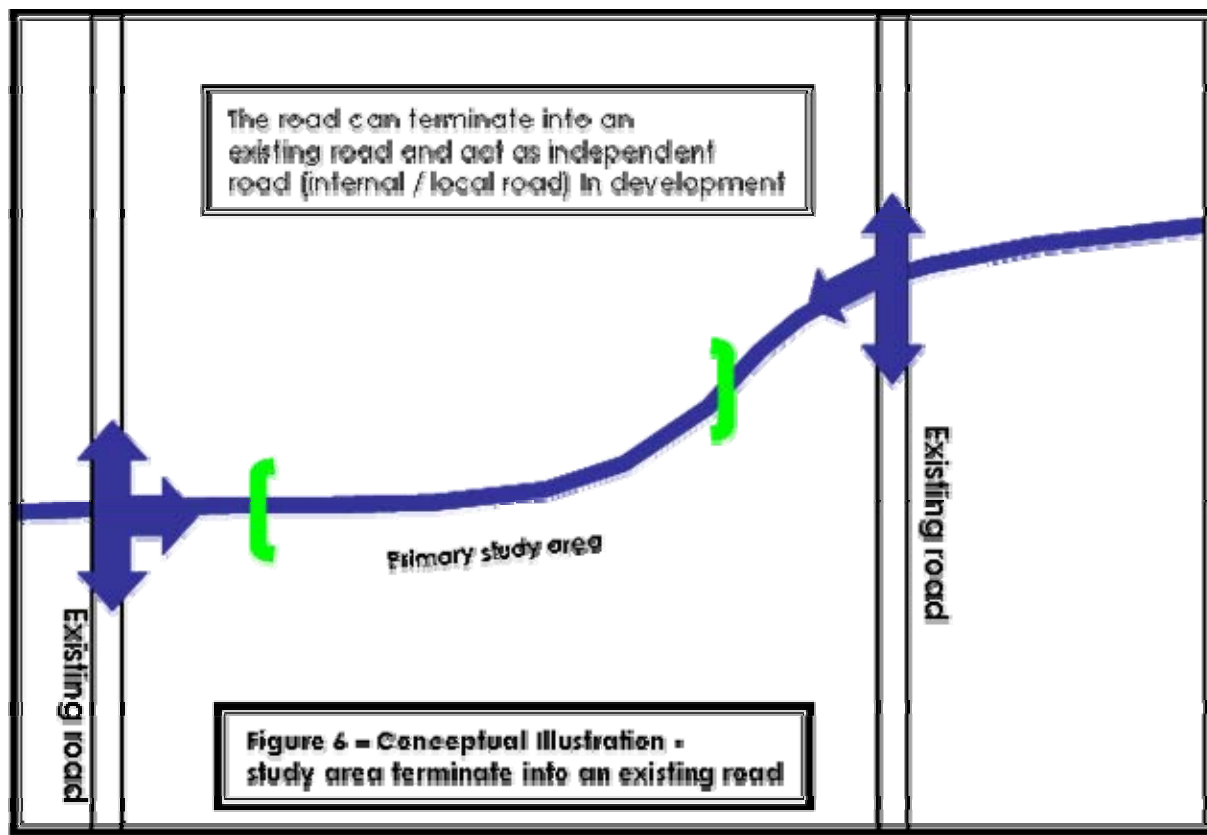 The road can terminate into an
existing road and act as independent
road (internal / local road) In development
Existing road
Primary study area
Existing road
Figure 6 – Conceptual Illustration -
study area terminate into an existing road